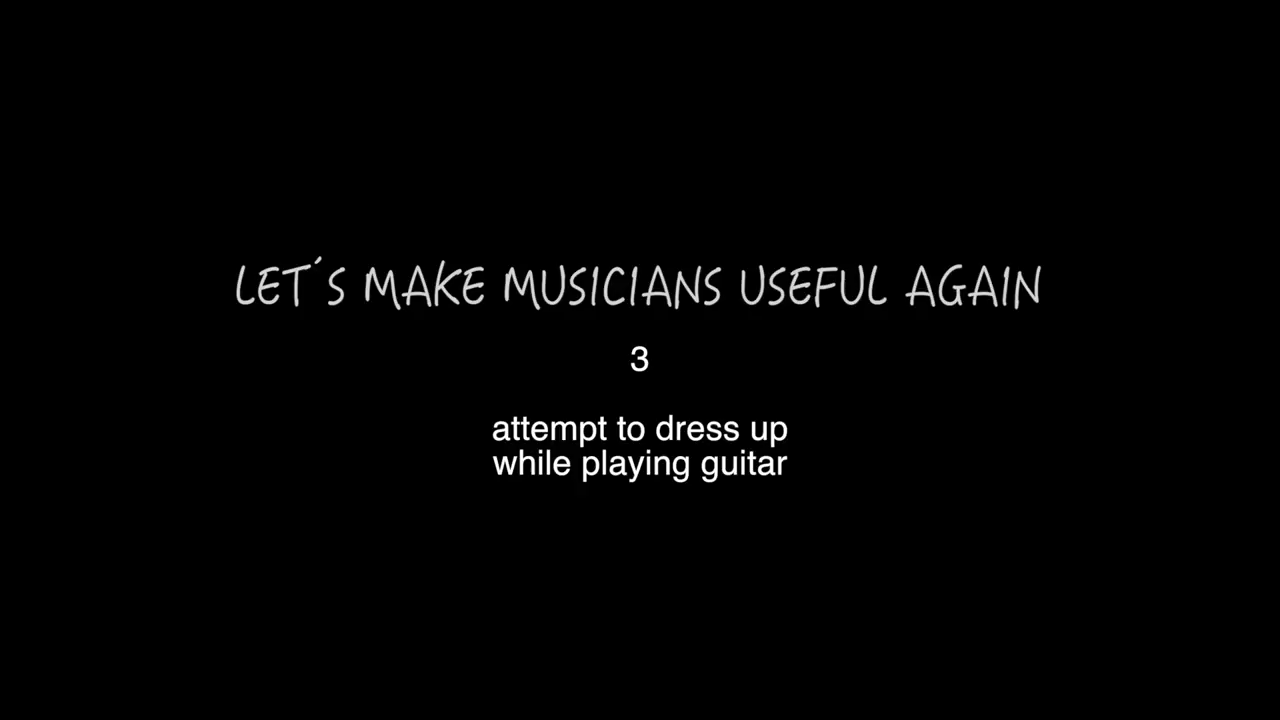 LET´S MAKE MUSICIANS USEFUL AGAIN
3
attempt to dress up
while playing guitar